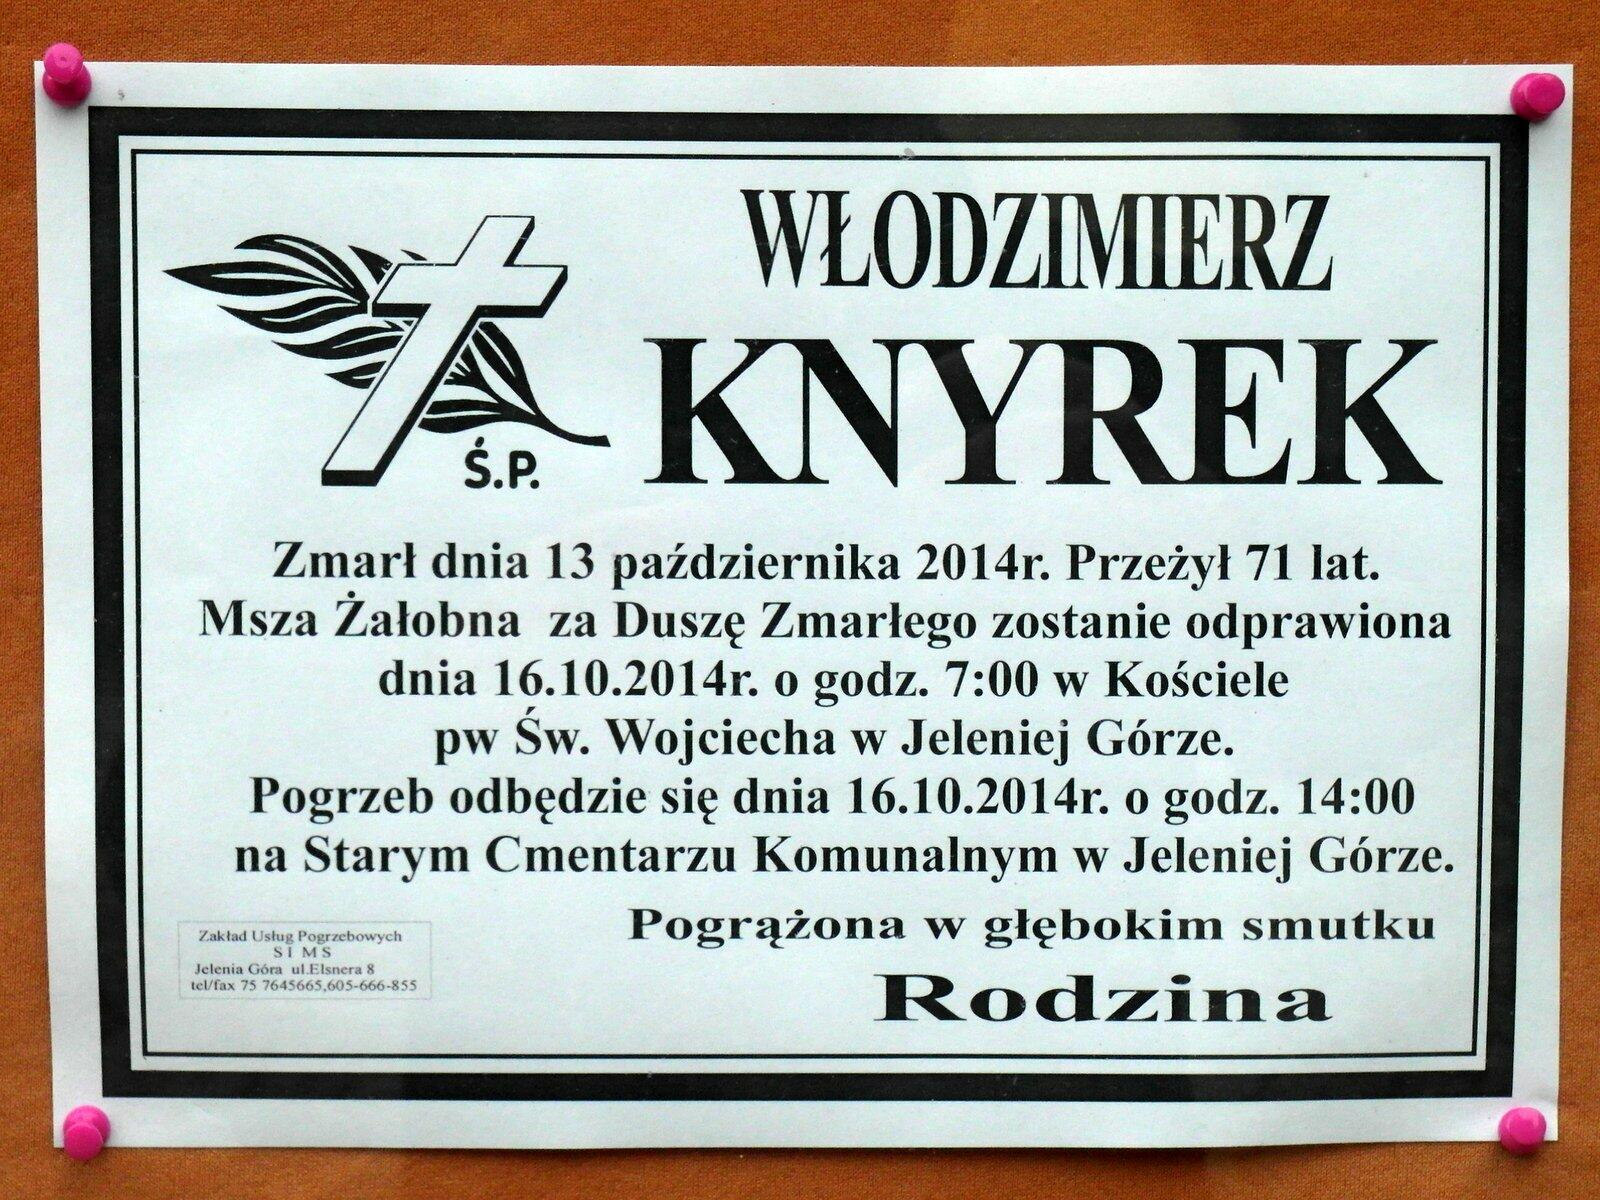 WŁODZIMIERZ
KNYREK
Ś.P.
Zmarł dnia 13 października 2014r. Przeżył 71 lat.
Msza Żałobna za Duszę Zmarłego zostanie odprawiona
dnia 16.10.2014r. o godz. 7:00 w Kościele
pw Św. Wojciecha w Jeleniej Górze.
Pogrzeb odbędzie się dnia 16.10.2014r. o godz. 14:00
na Starym Cmentarzu Komunalnym w Jeleniej Górze.
Pogrążona w głębokim smutku
Rodzina
Zakład Usług Pogrzebowych
S I M S
Jelenia Góra ul.Elsnera 8
tel/fax 75 7645665,605-666-855